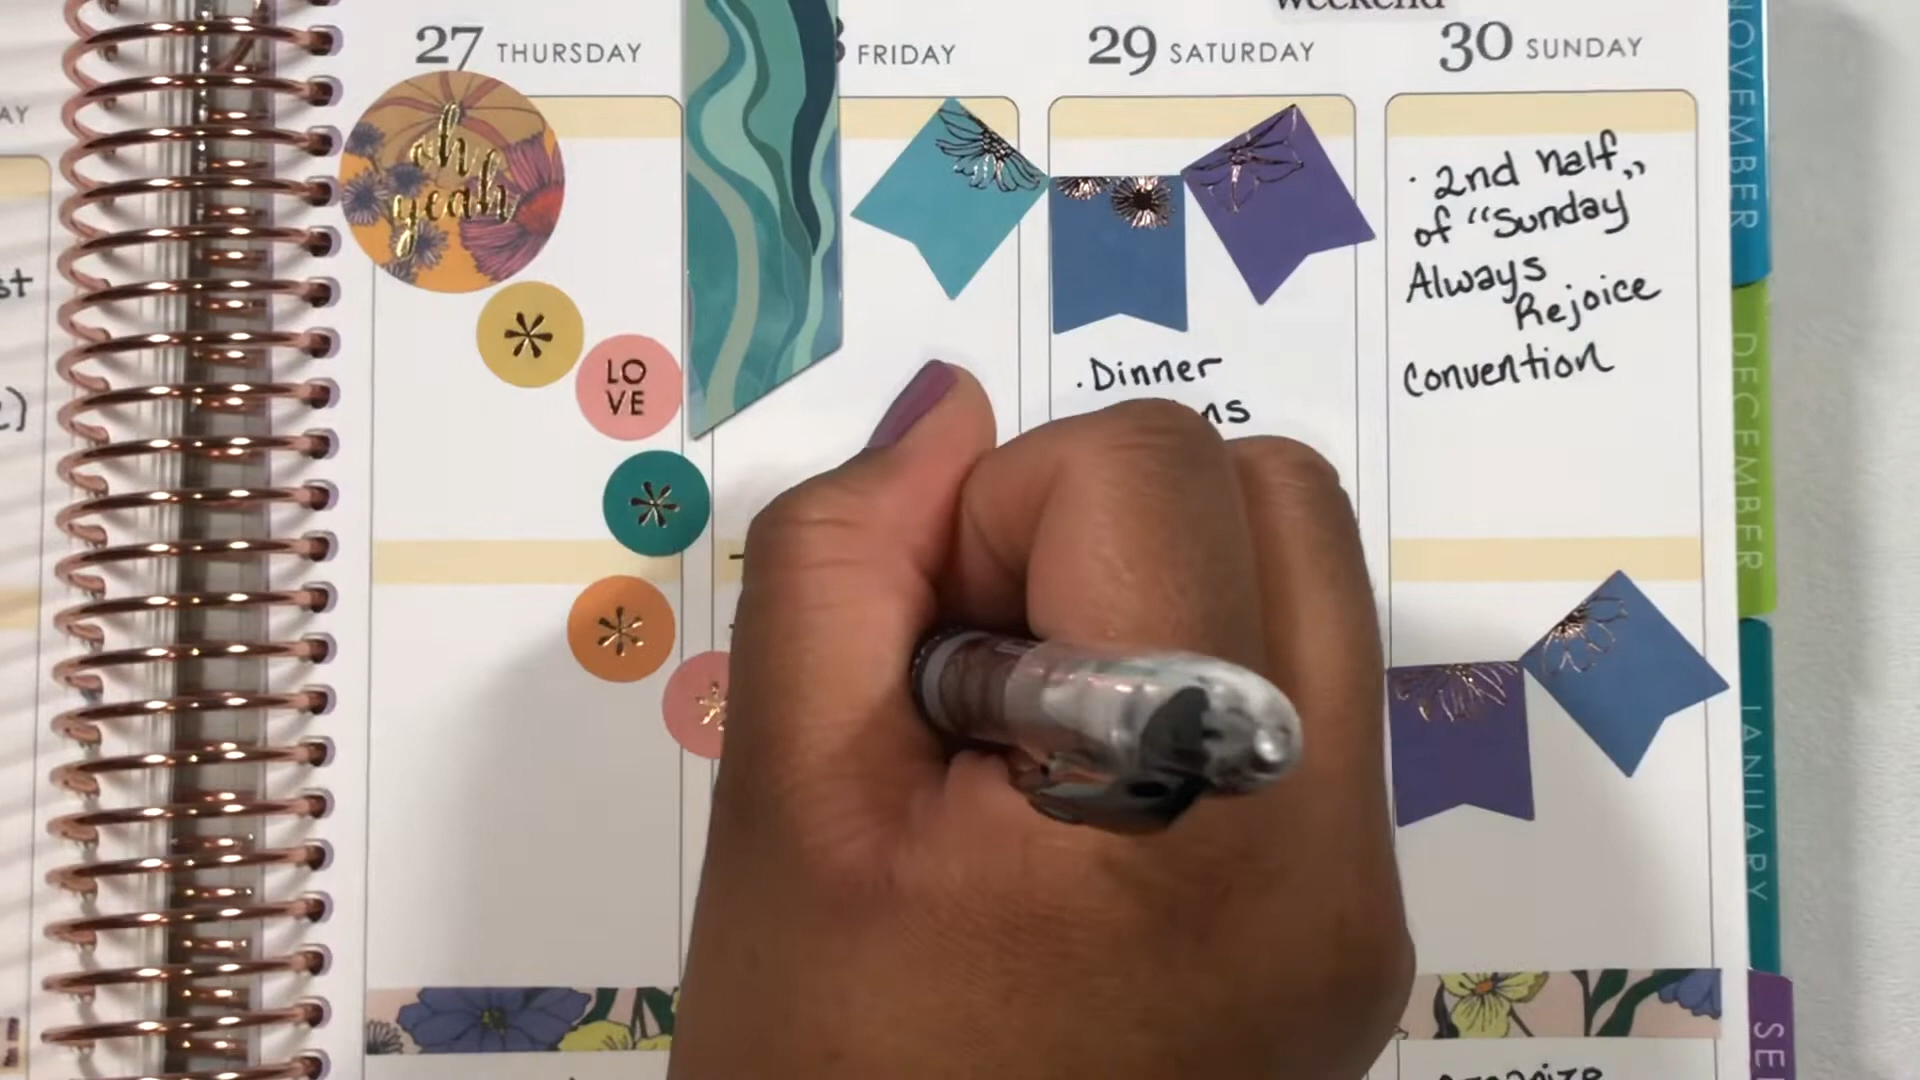 weekend
27 THURSDAY
FRIDAY
29 SATURDAY
30 SUNDAY
oh
yeah
LO
VE
. Dinner
· 2nd half
of "Sunday"
Always
Rejoice
Convention
NOVEMBER
DECEMBER
JANUARY